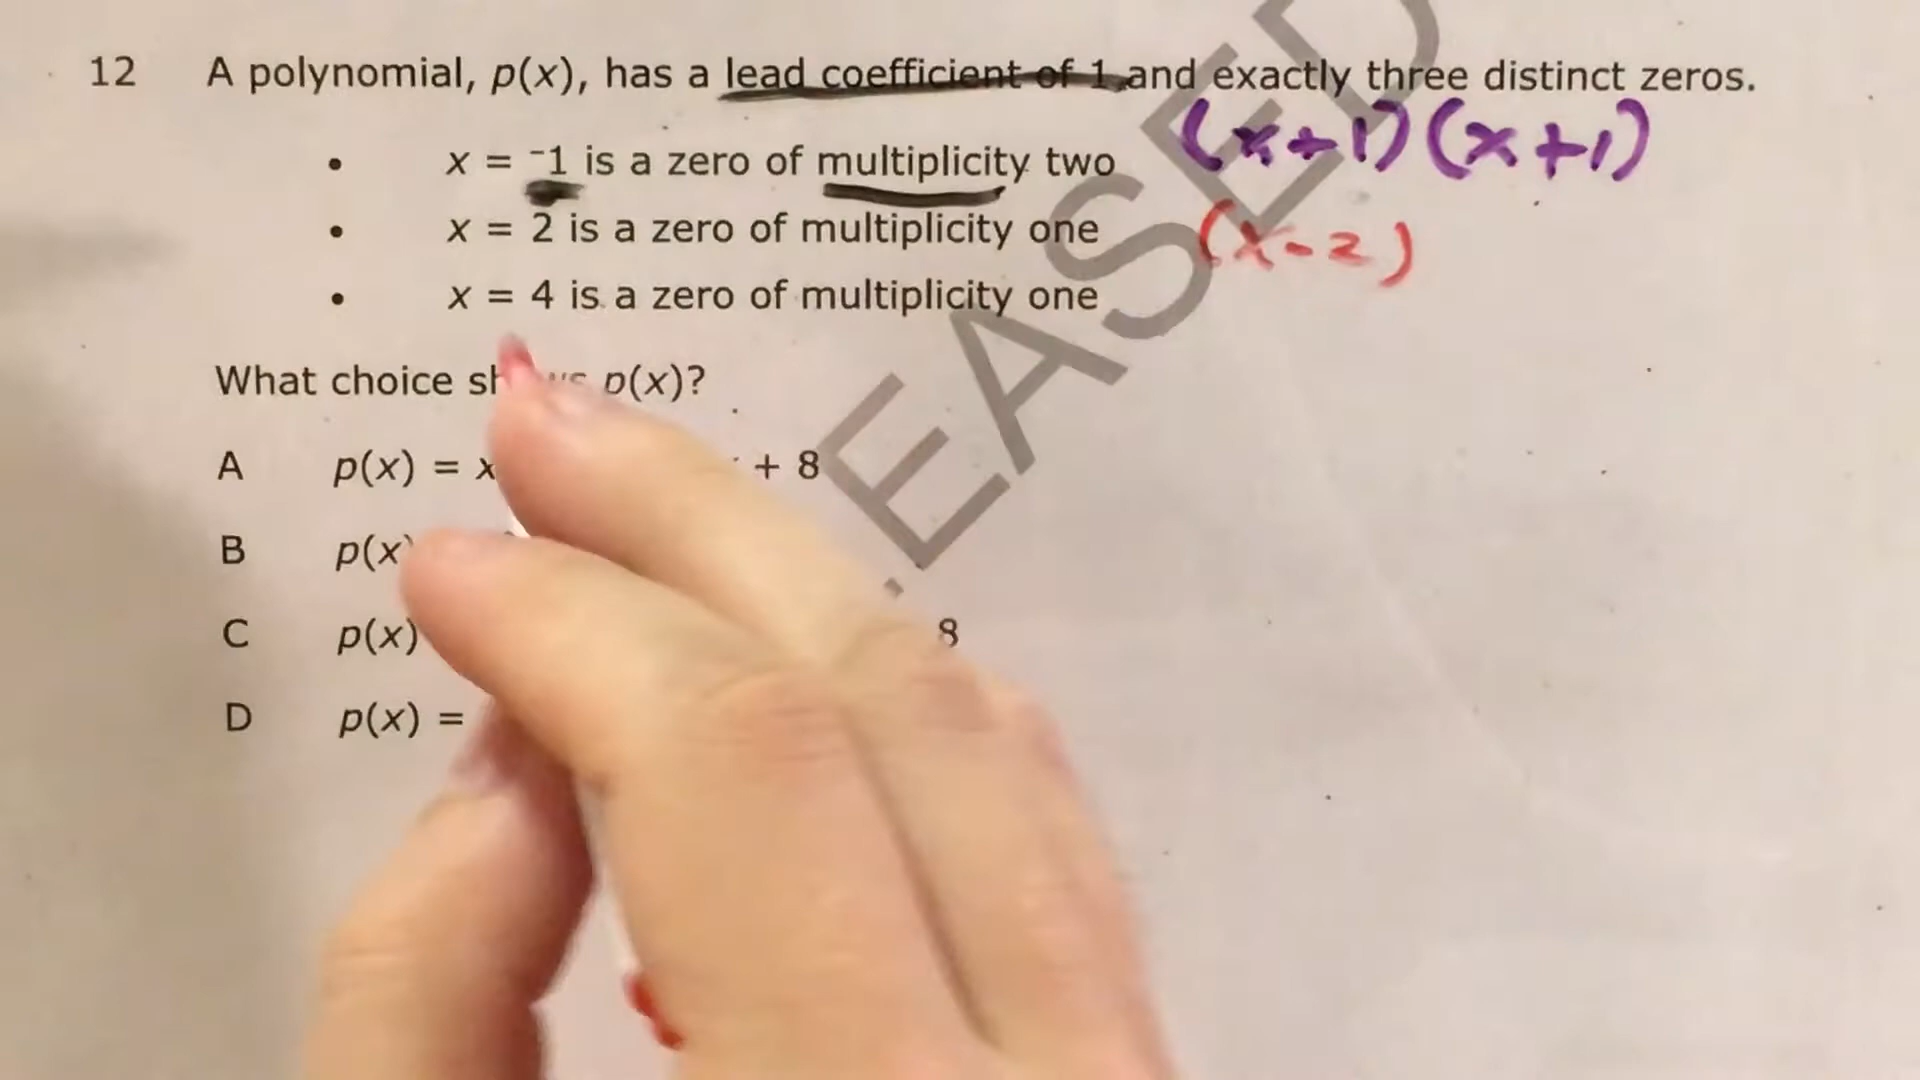 12 A polynomial, p(x), has a lead coefficient of 1 and exactly three distinct zeros.
• x = ⁻1 is a zero of multiplicity two (x+1)(x+1)
• x = 2 is a zero of multiplicity one (x-2)
• x = 4 is a zero of multiplicity one
What choice p(x)?
A p(x) = x + 8
B p(x)
C p(x) 8
D p(x) =
EASED